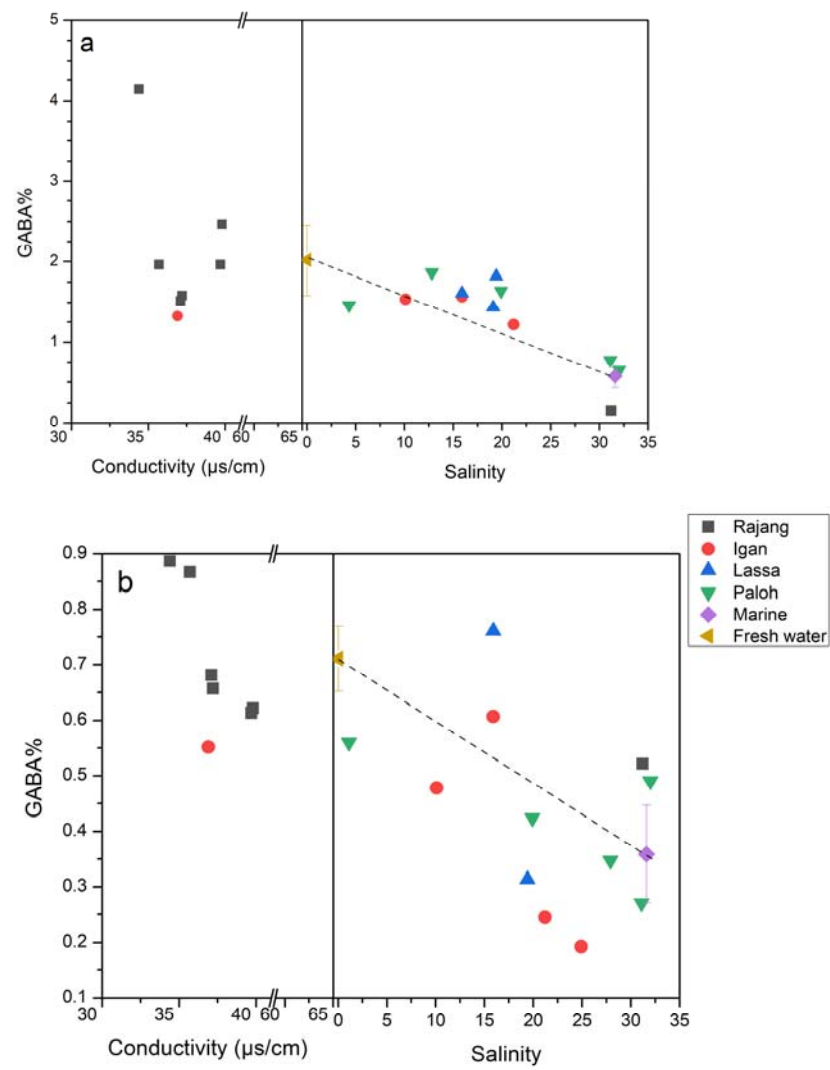 a
GABA%
5
4
3
2
1
0
30 35 40 60 65 0 5 10 15 20 25 30 35
Conductivity (μs/cm) Salinity
b
GABA%
0.9
0.8
0.7
0.6
0.5
0.4
0.3
0.2
0.1
30 35 40 60 65 0 5 10 15 20 25 30 35
Conductivity (μs/cm) Salinity
Rajang
Igan
Lassa
Paloh
Marine
Fresh water